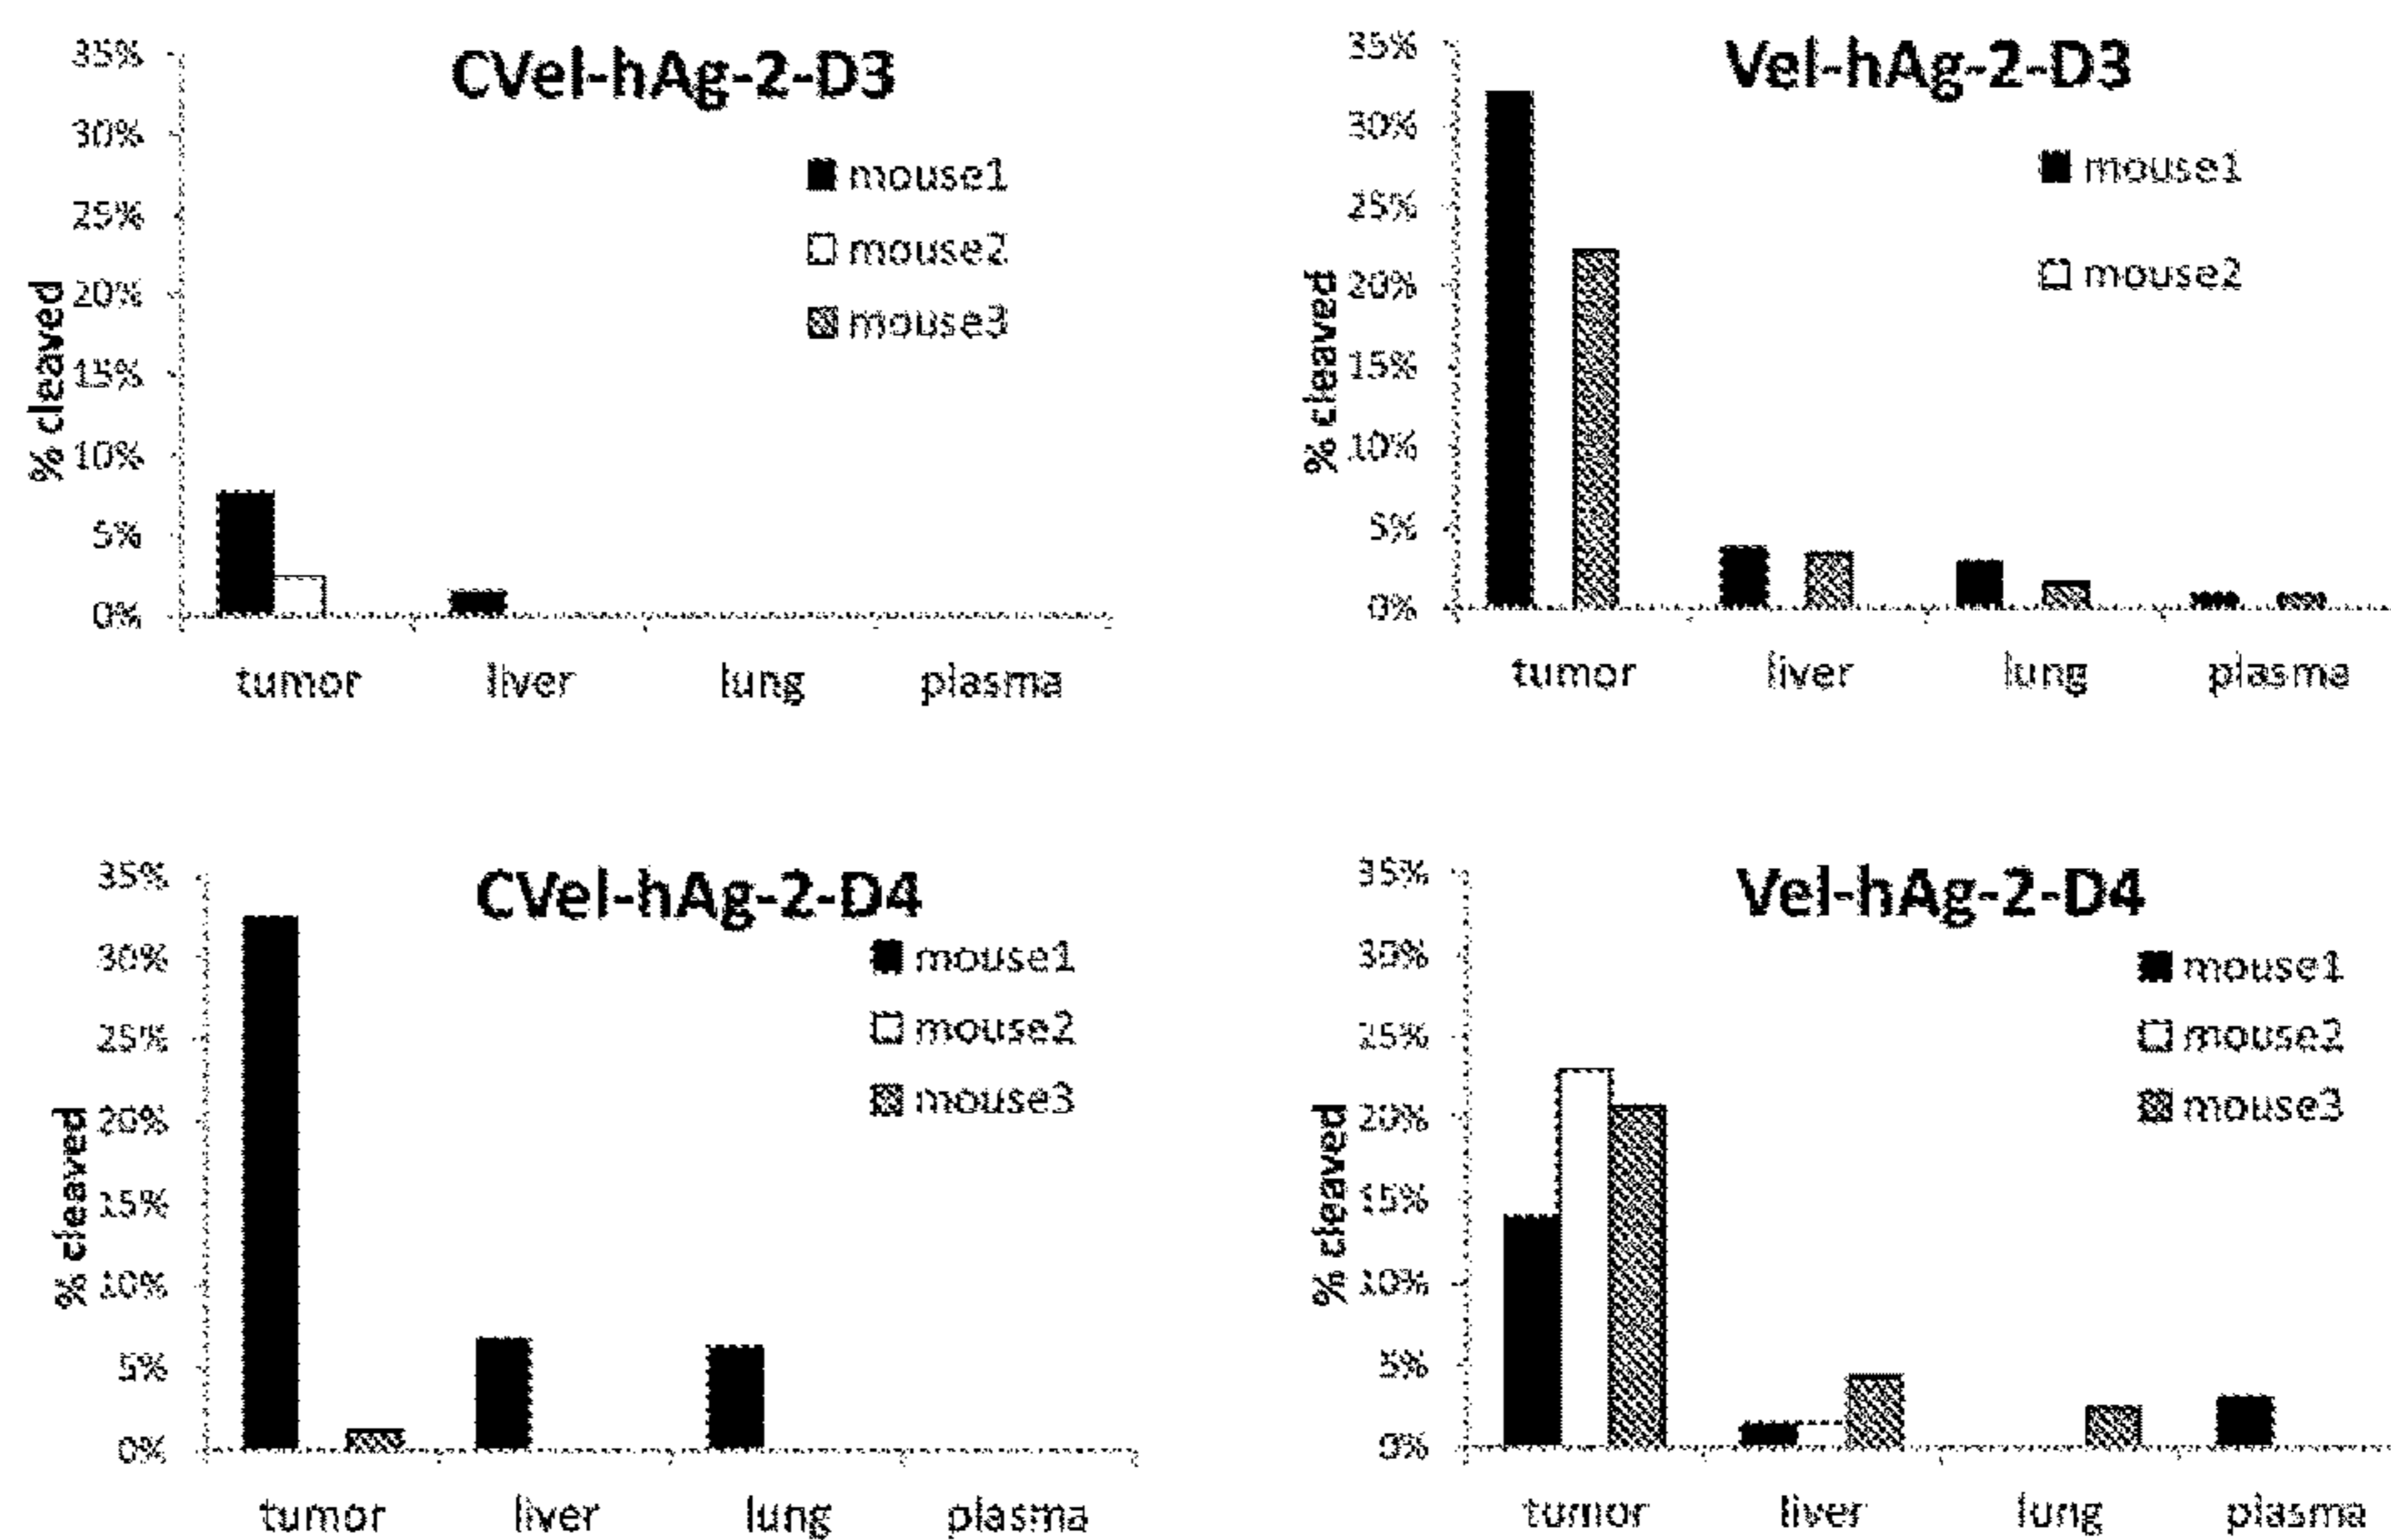 CVel-hAg-2-D3
35%
30%
25%
20%
15%
10%
5%
0%
% cleaved
mouse1
mouse2
mouse3
tumor liver lung plasma
Vel-hAg-2-D3
35%
30%
25%
20%
15%
10%
5%
0%
% cleaved
mouse1
mouse2
tumor liver lung plasma
CVel-hAg-2-D4
35%
30%
25%
20%
15%
10%
5%
0%
% cleaved
mouse1
mouse2
mouse3
tumor liver lung plasma
Vel-hAg-2-D4
35%
30%
25%
20%
15%
10%
5%
0%
% cleaved
mouse1
mouse2
mouse3
tumor liver lung plasma